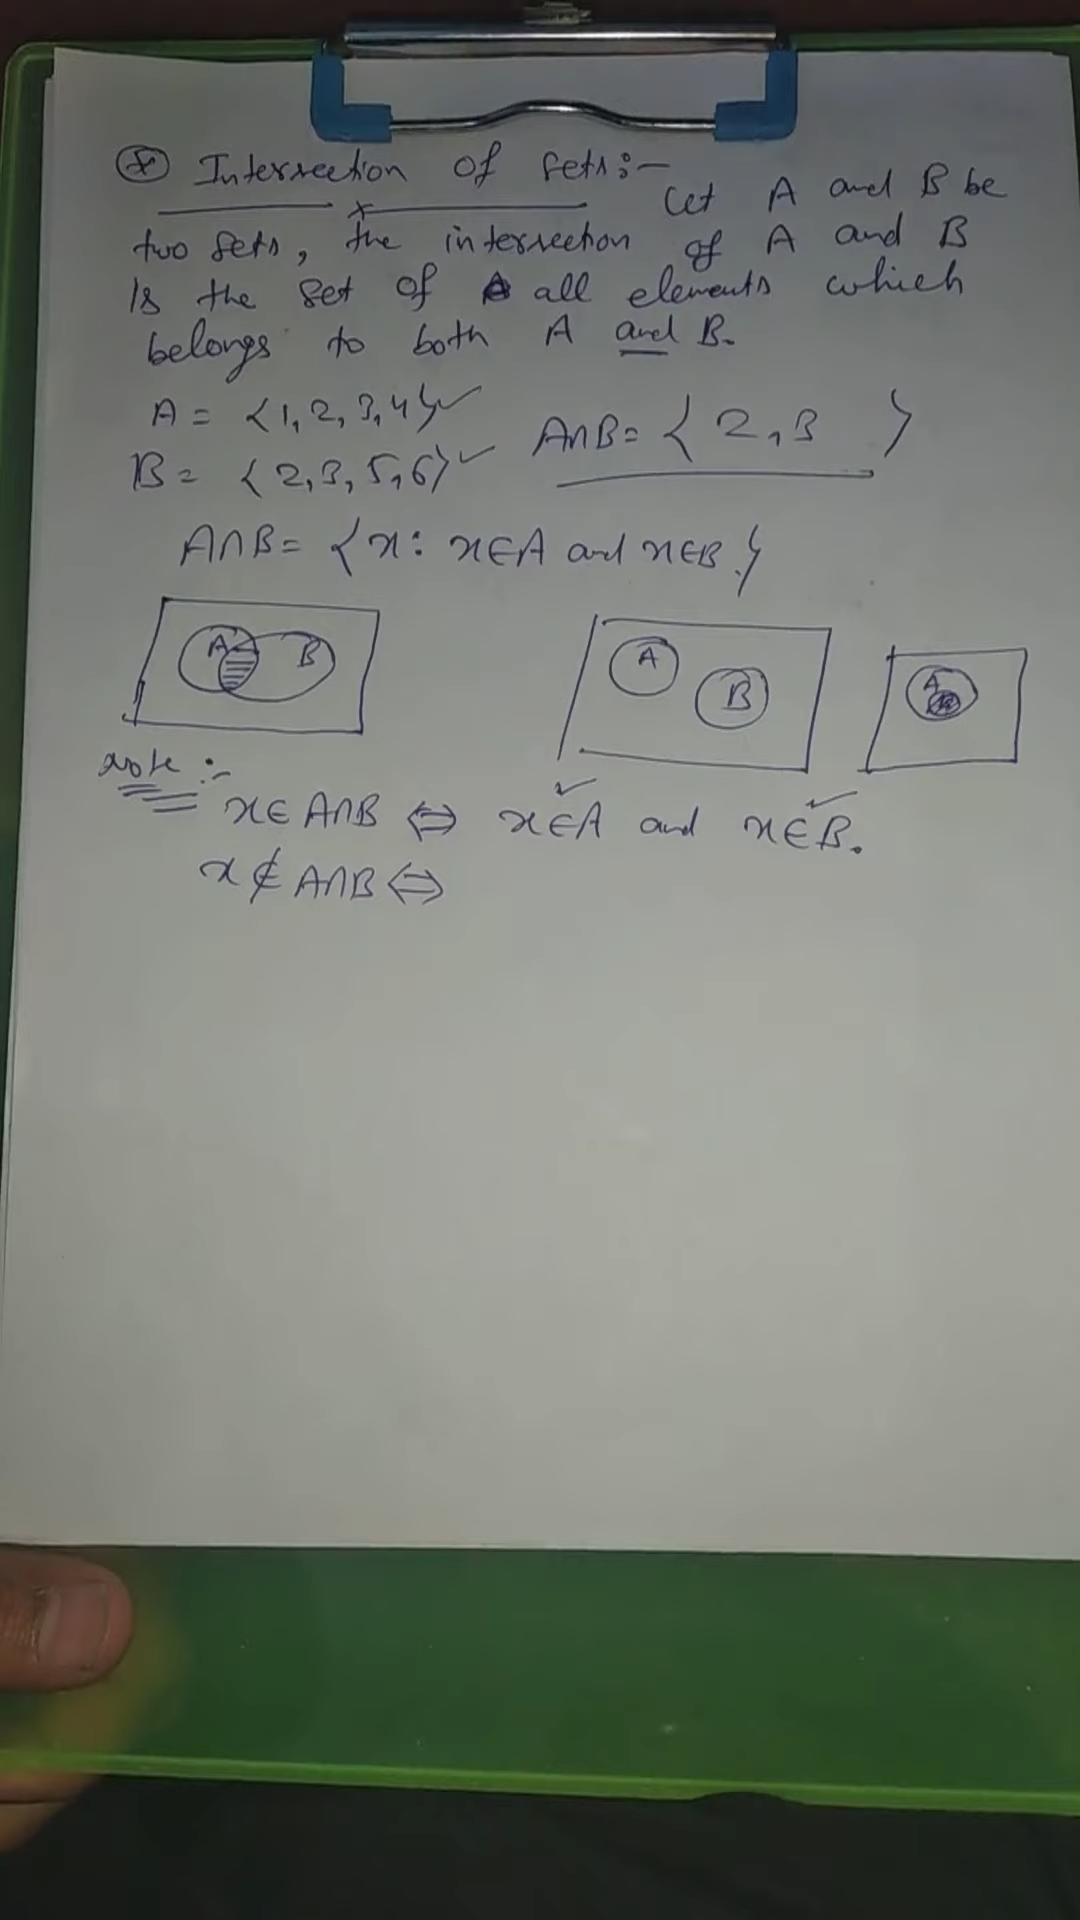 * Intersection of sets :- Let A and B be
two sets, the intersection of A and B
is the set of all elements which
belongs to both A and B.
A = {1, 2, 3, 4} ✓
B = {2, 3, 5, 6} ✓
A∩B = { 2, 3 }
A∩B = {x : x∈A and x∈B.}
A B
A
B
A
B
Note :-
x∈A∩B ⇔ x∈A and x∈B.
x∉A∩B ⇔